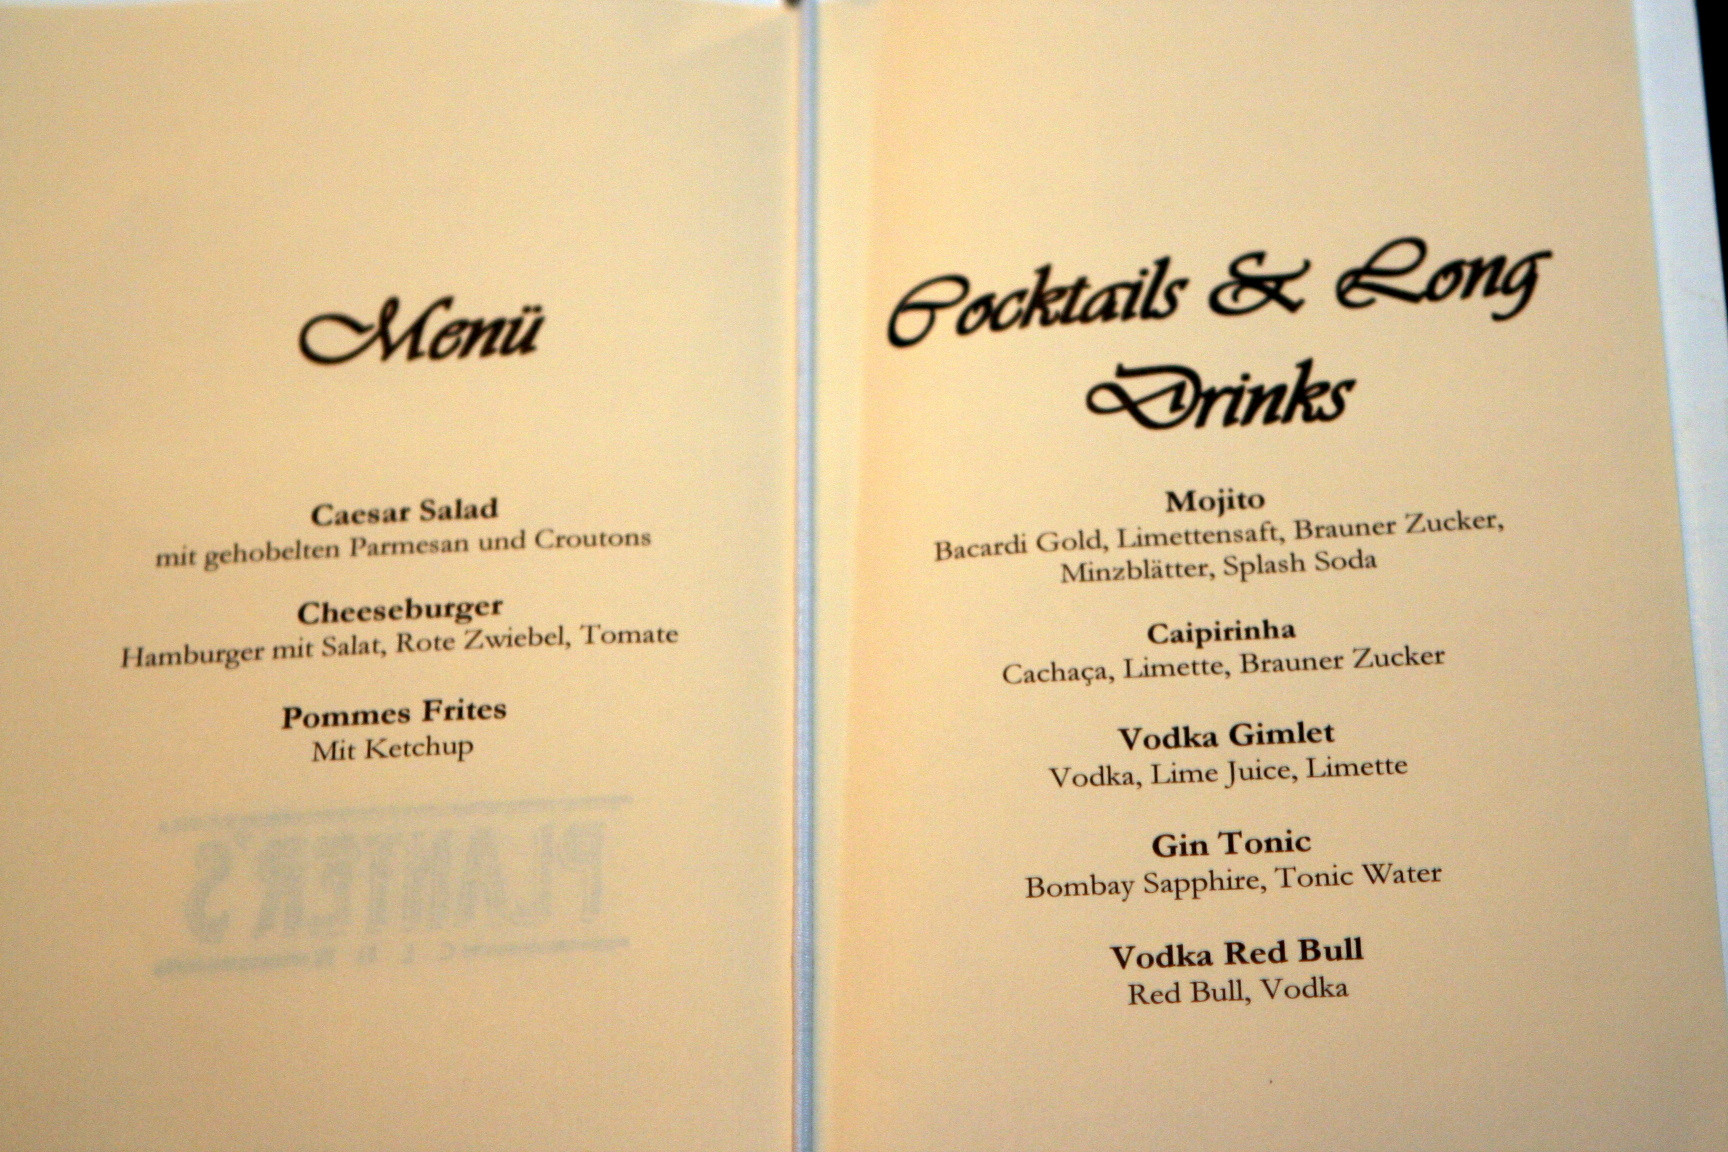 Menü
Caesar Salad
mit gehobelten Parmesan und Croutons
Cheeseburger
Hamburger mit Salat, Rote Zwiebel, Tomate
Pommes Frites
Mit Ketchup
PLANTER'S
CLUB
Cocktails & Long
Drinks
Mojito
Bacardi Gold, Limettensaft, Brauner Zucker,
Minzblätter, Splash Soda
Caipirinha
Cachaça, Limette, Brauner Zucker
Vodka Gimlet
Vodka, Lime Juice, Limette
Gin Tonic
Bombay Sapphire, Tonic Water
Vodka Red Bull
Red Bull, Vodka